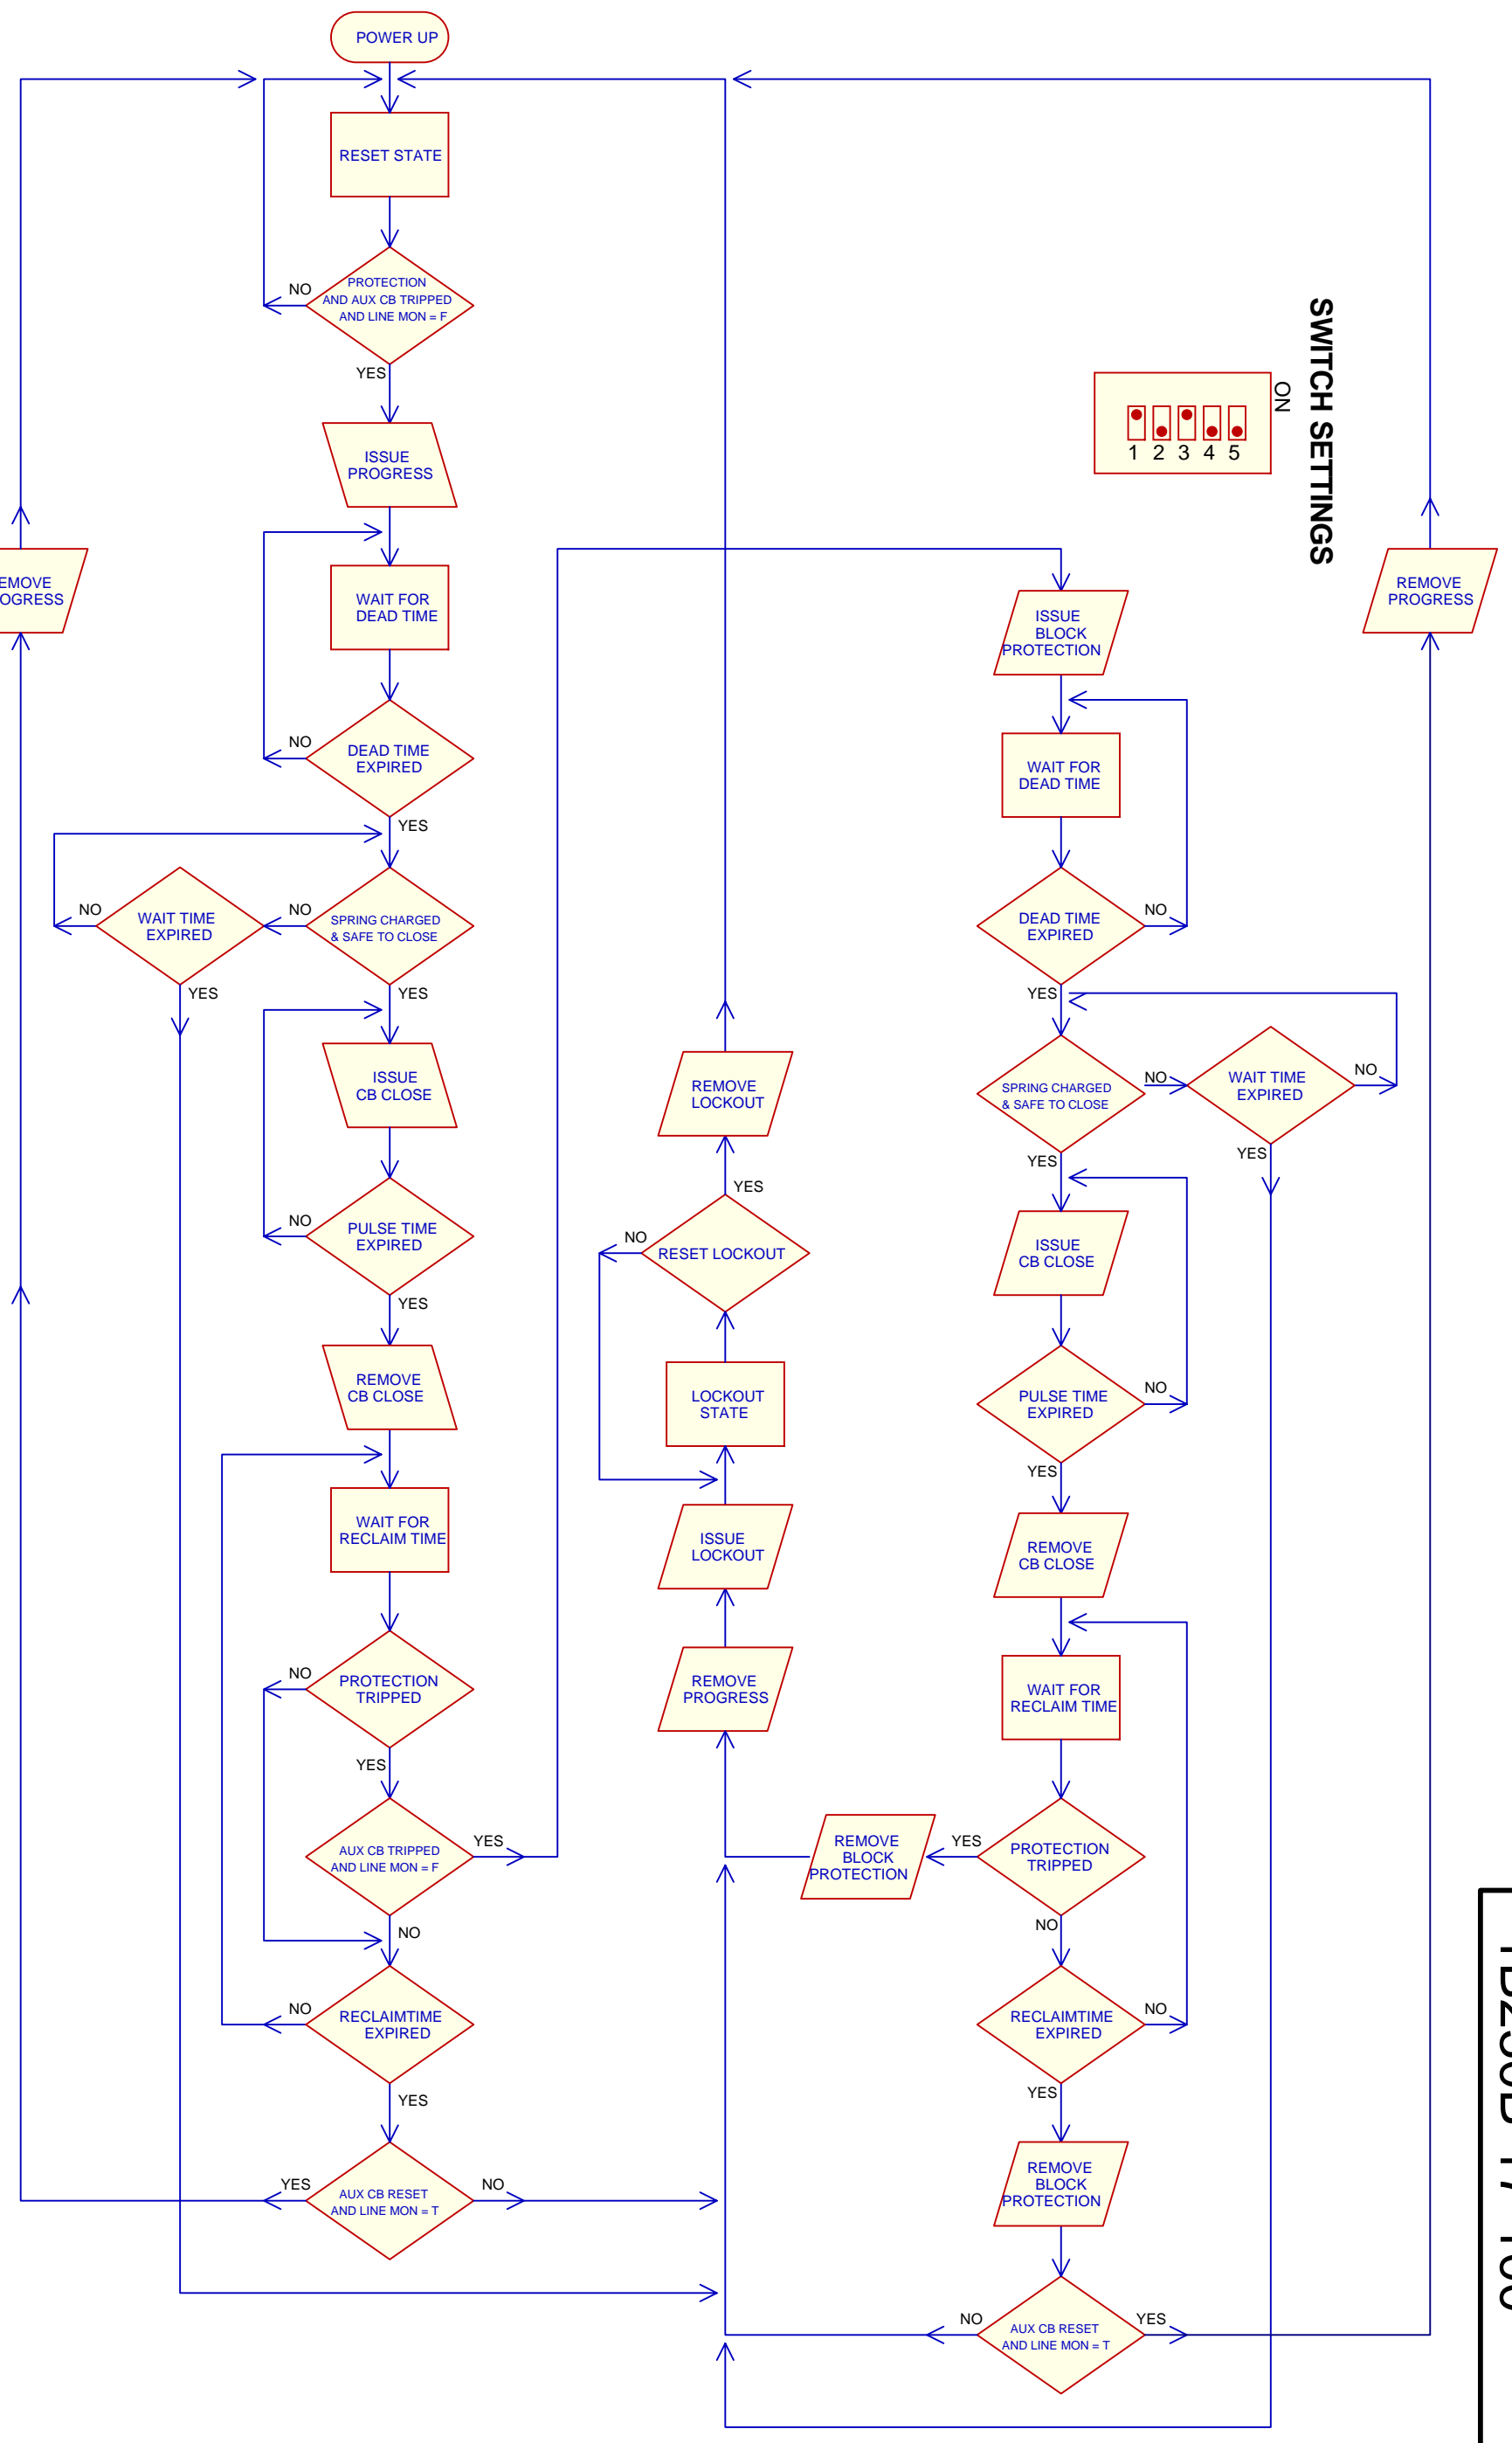 POWER UP
RESET STATE
PROTECTION
AND AUX CB TRIPPED
AND LINE MON = F
NO
YES
ISSUE
PROGRESS
WAIT FOR
DEAD TIME
DEAD TIME
EXPIRED
NO
YES
SPRING CHARGED
& SAFE TO CLOSE
NO
WAIT TIME
EXPIRED
NO
YES
YES
ISSUE
CB CLOSE
PULSE TIME
EXPIRED
NO
YES
REMOVE
CB CLOSE
WAIT FOR
RECLAIM TIME
PROTECTION
TRIPPED
NO
YES
AUX CB TRIPPED
AND LINE MON = F
YES
NO
RECLAIMTIME
EXPIRED
NO
YES
AUX CB RESET
AND LINE MON = T
YES
NO
EMOVE
OGRESS
REMOVE
LOCKOUT
YES
RESET LOCKOUT
NO
LOCKOUT
STATE
ISSUE
LOCKOUT
REMOVE
PROGRESS
REMOVE
BLOCK
PROTECTION
SWITCH SETTINGS
ON
1 2 3 4 5
ISSUE
BLOCK
PROTECTION
WAIT FOR
DEAD TIME
DEAD TIME
EXPIRED
NO
YES
SPRING CHARGED
& SAFE TO CLOSE
NO
WAIT TIME
EXPIRED
NO
YES
YES
ISSUE
CB CLOSE
PULSE TIME
EXPIRED
NO
YES
REMOVE
CB CLOSE
WAIT FOR
RECLAIM TIME
PROTECTION
TRIPPED
YES
NO
RECLAIMTIME
EXPIRED
NO
YES
REMOVE
BLOCK
PROTECTION
AUX CB RESET
AND LINE MON = T
NO
YES
REMOVE
PROGRESS